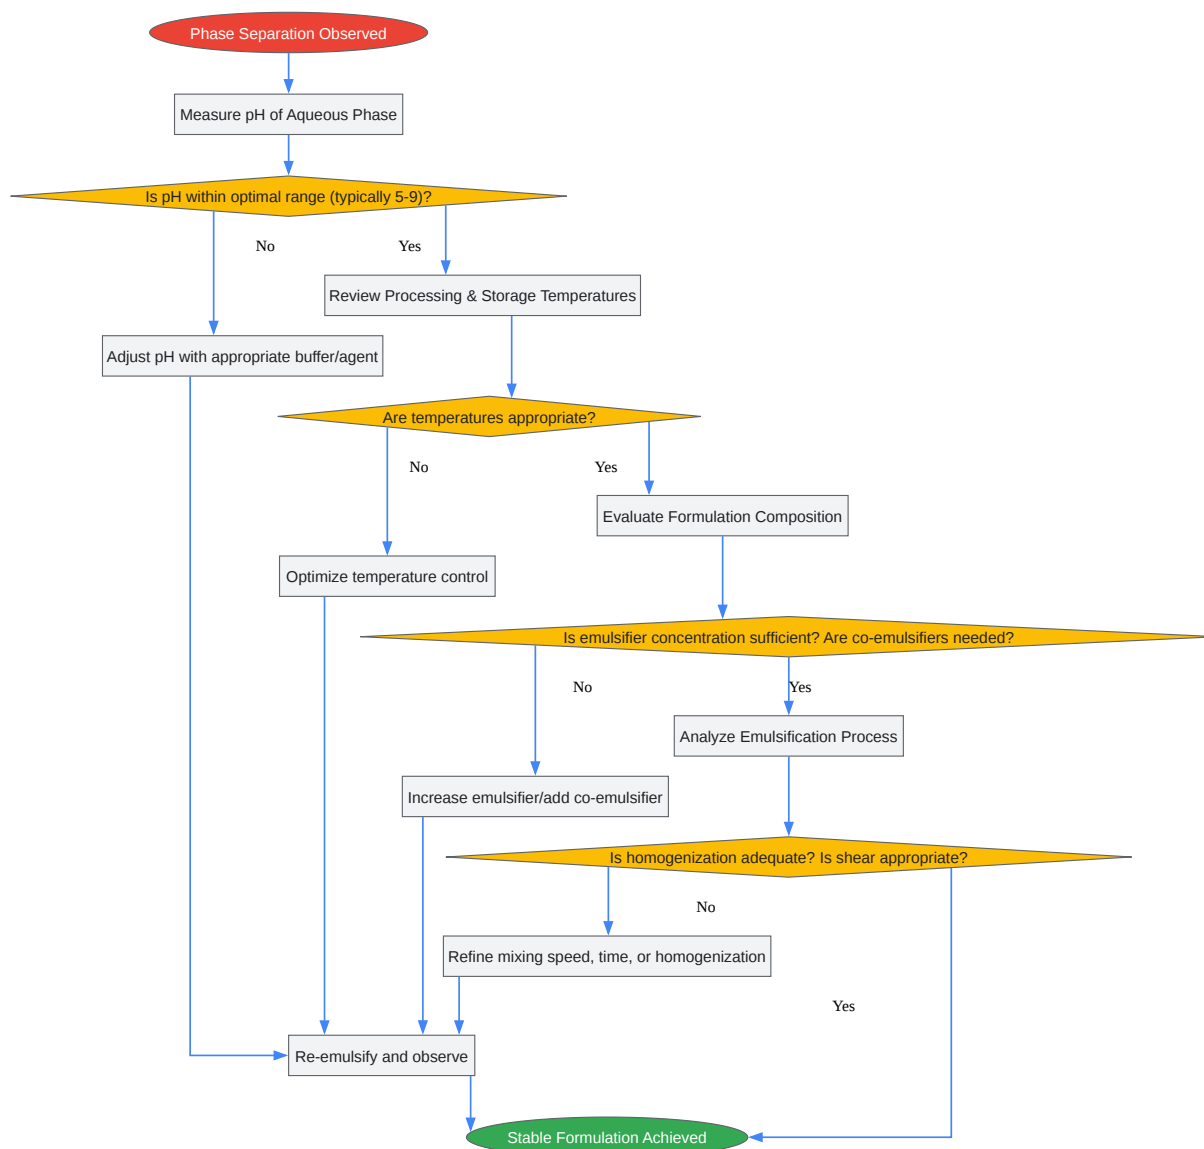 Phase Separation Observed
Measure pH of Aqueous Phase
Is pH within optimal range (typically 5-9)?
No
Yes
Review Processing & Storage Temperatures
Adjust pH with appropriate buffer/agent
Are temperatures appropriate?
No
Yes
Evaluate Formulation Composition
Optimize temperature control
Is emulsifier concentration sufficient? Are co-emulsifiers needed?
No
Yes
Analyze Emulsification Process
Increase emulsifier/add co-emulsifier
Is homogenization adequate? Is shear appropriate?
No
Refine mixing speed, time, or homogenization
Yes
Re-emulsify and observe
Stable Formulation Achieved